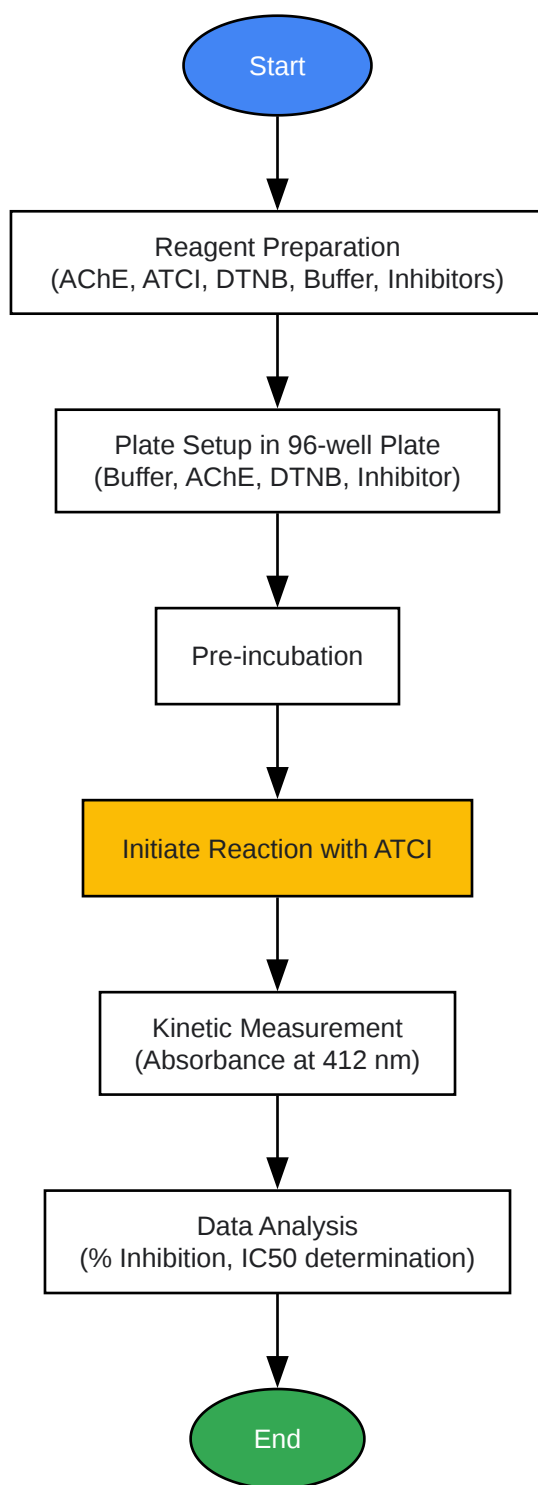 Start
Reagent Preparation
(AChE, ATCI, DTNB, Buffer, Inhibitors)
Plate Setup in 96-well Plate
(Buffer, AChE, DTNB, Inhibitor)
Pre-incubation
Initiate Reaction with ATCI
Kinetic Measurement
(Absorbance at 412 nm)
Data Analysis
(% Inhibition, IC50 determination)
End